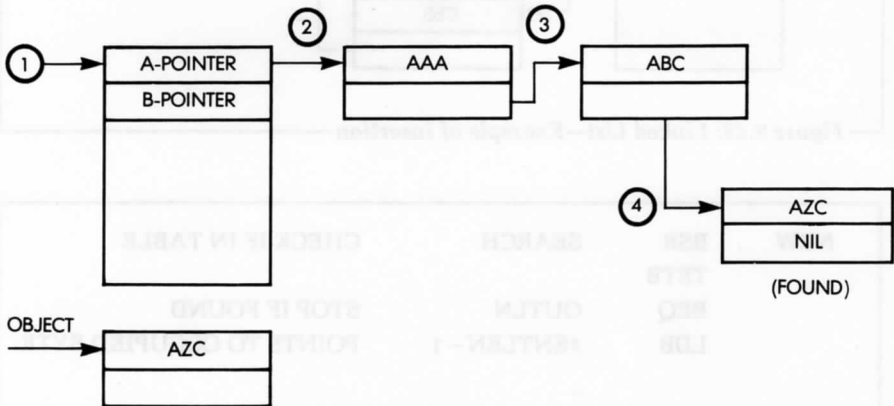 2
3
1
A-POINTER
AAA
ABC
B-POINTER
4
AZC
NIL
(FOUND)
OBJECT
AZC